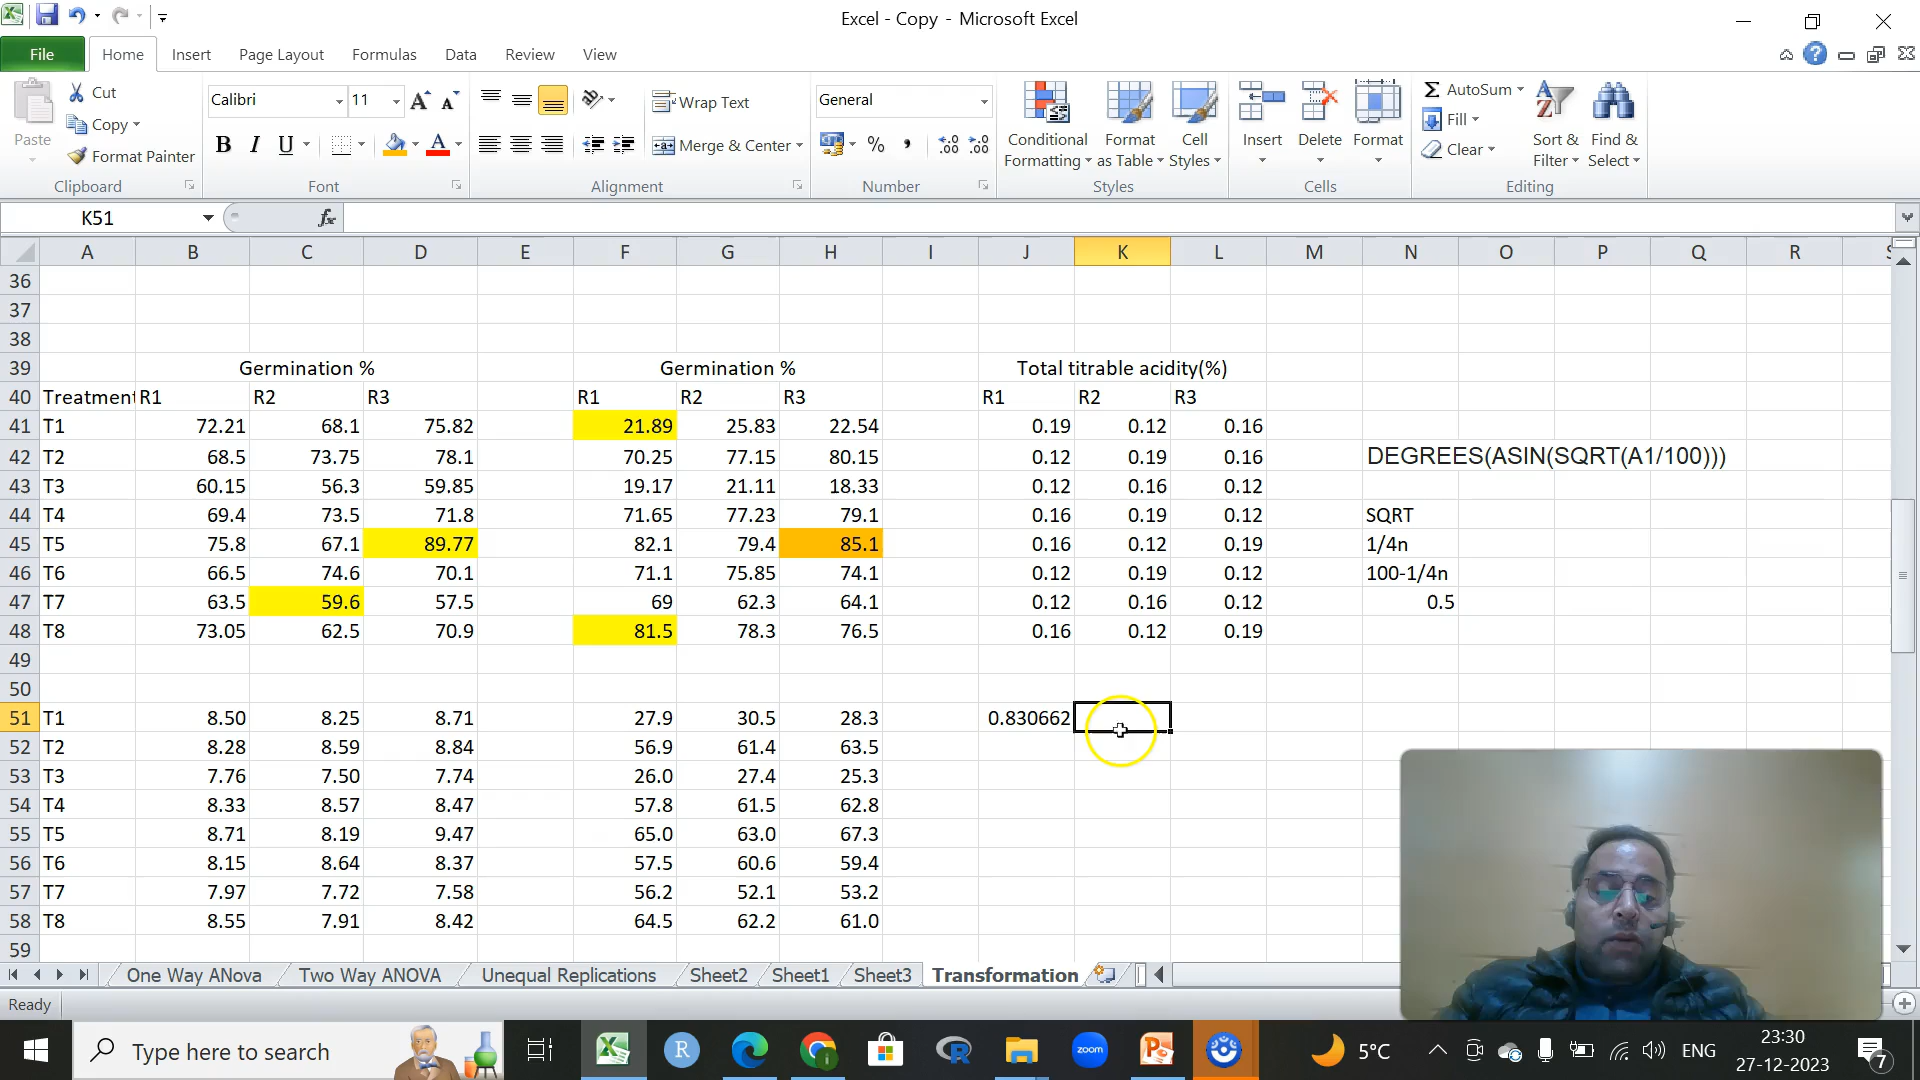 Excel - Copy - Microsoft Excel
File Home Insert Page Layout Formulas Data Review View
Paste
Cut
Copy
Format Painter
Clipboard
Calibri 11
B I U
Font
Wrap Text
Merge & Center
Alignment
General
Number
Conditional Formatting
Format as Table
Cell Styles
Styles
Insert Delete Format
Cells
AutoSum
Fill
Clear
Sort & Filter
Find & Select
Editing
K51 fx
A B C D E F G H I J K L M N O P Q R S
36
37
38
39 Germination % Germination % Total titrable acidity(%)
40 Treatment R1 R2 R3 R1 R2 R3 R1 R2 R3
41 T1 72.21 68.1 75.82 21.89 25.83 22.54 0.19 0.12 0.16
42 T2 68.5 73.75 78.1 70.25 77.15 80.15 0.12 0.19 0.16 DEGREES(ASIN(SQRT(A1/100)))
43 T3 60.15 56.3 59.85 19.17 21.11 18.33 0.12 0.16 0.12
44 T4 69.4 73.5 71.8 71.65 77.23 79.1 0.16 0.19 0.12 SQRT
45 T5 75.8 67.1 89.77 82.1 79.4 85.1 0.16 0.12 0.19 1/4n
46 T6 66.5 74.6 70.1 71.1 75.85 74.1 0.12 0.19 0.12 100-1/4n
47 T7 63.5 59.6 57.5 69 62.3 64.1 0.12 0.16 0.12 0.5
48 T8 73.05 62.5 70.9 81.5 78.3 76.5 0.16 0.12 0.19
49
50
51 T1 8.50 8.25 8.71 27.9 30.5 28.3 0.830662
52 T2 8.28 8.59 8.84 56.9 61.4 63.5
53 T3 7.76 7.50 7.74 26.0 27.4 25.3
54 T4 8.33 8.57 8.47 57.8 61.5 62.8
55 T5 8.71 8.19 9.47 65.0 63.0 67.3
56 T6 8.15 8.64 8.37 57.5 60.6 59.4
57 T7 7.97 7.72 7.58 56.2 52.1 53.2
58 T8 8.55 7.91 8.42 64.5 62.2 61.0
59
One Way ANova Two Way ANOVA Unequal Replications Sheet2 Sheet1 Sheet3 Transformation
Ready
Type here to search
zoom
5°C
ENG
23:30
27-12-2023
7